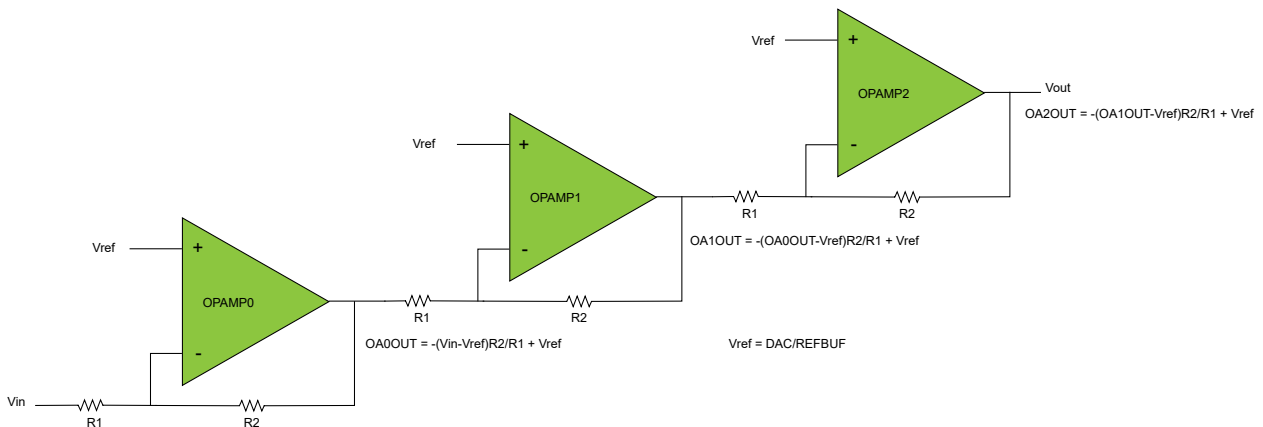 Vref
+
OPAMP2
Vout
OA2OUT = -(OA1OUT-Vref)R2/R1 + Vref
-
R1
R2
Vref
+
OPAMP1
-
OA1OUT = -(OA0OUT-Vref)R2/R1 + Vref
R1
R2
Vref
+
OPAMP0
-
OA0OUT = -(Vin-Vref)R2/R1 + Vref
Vref = DAC/REFBUF
Vin
R1
R2